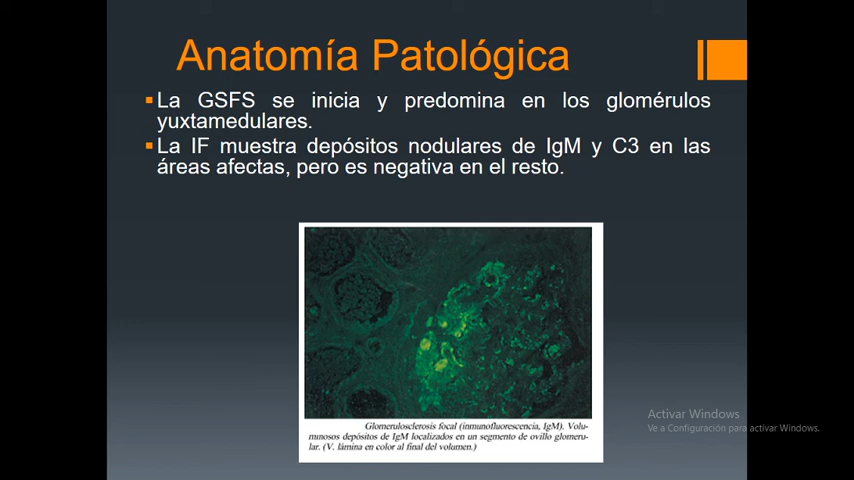 Anatomía Patológica
La GSFS se inicia y predomina en los glomérulos
yuxtamedulares.
La IF muestra depósitos nodulares de IgM y C3 en las
áreas afectas, pero es negativa en el resto.
Glomerulosclerosis focal (inmunofluorescencia, IgM). Volu-
minosos depósitos de IgM localizados en un segmento de ovillo glomeru-
lar. (V. lámina en color al final del volumen.)
Activar Windows
Ve a Configuración para activar Windows.